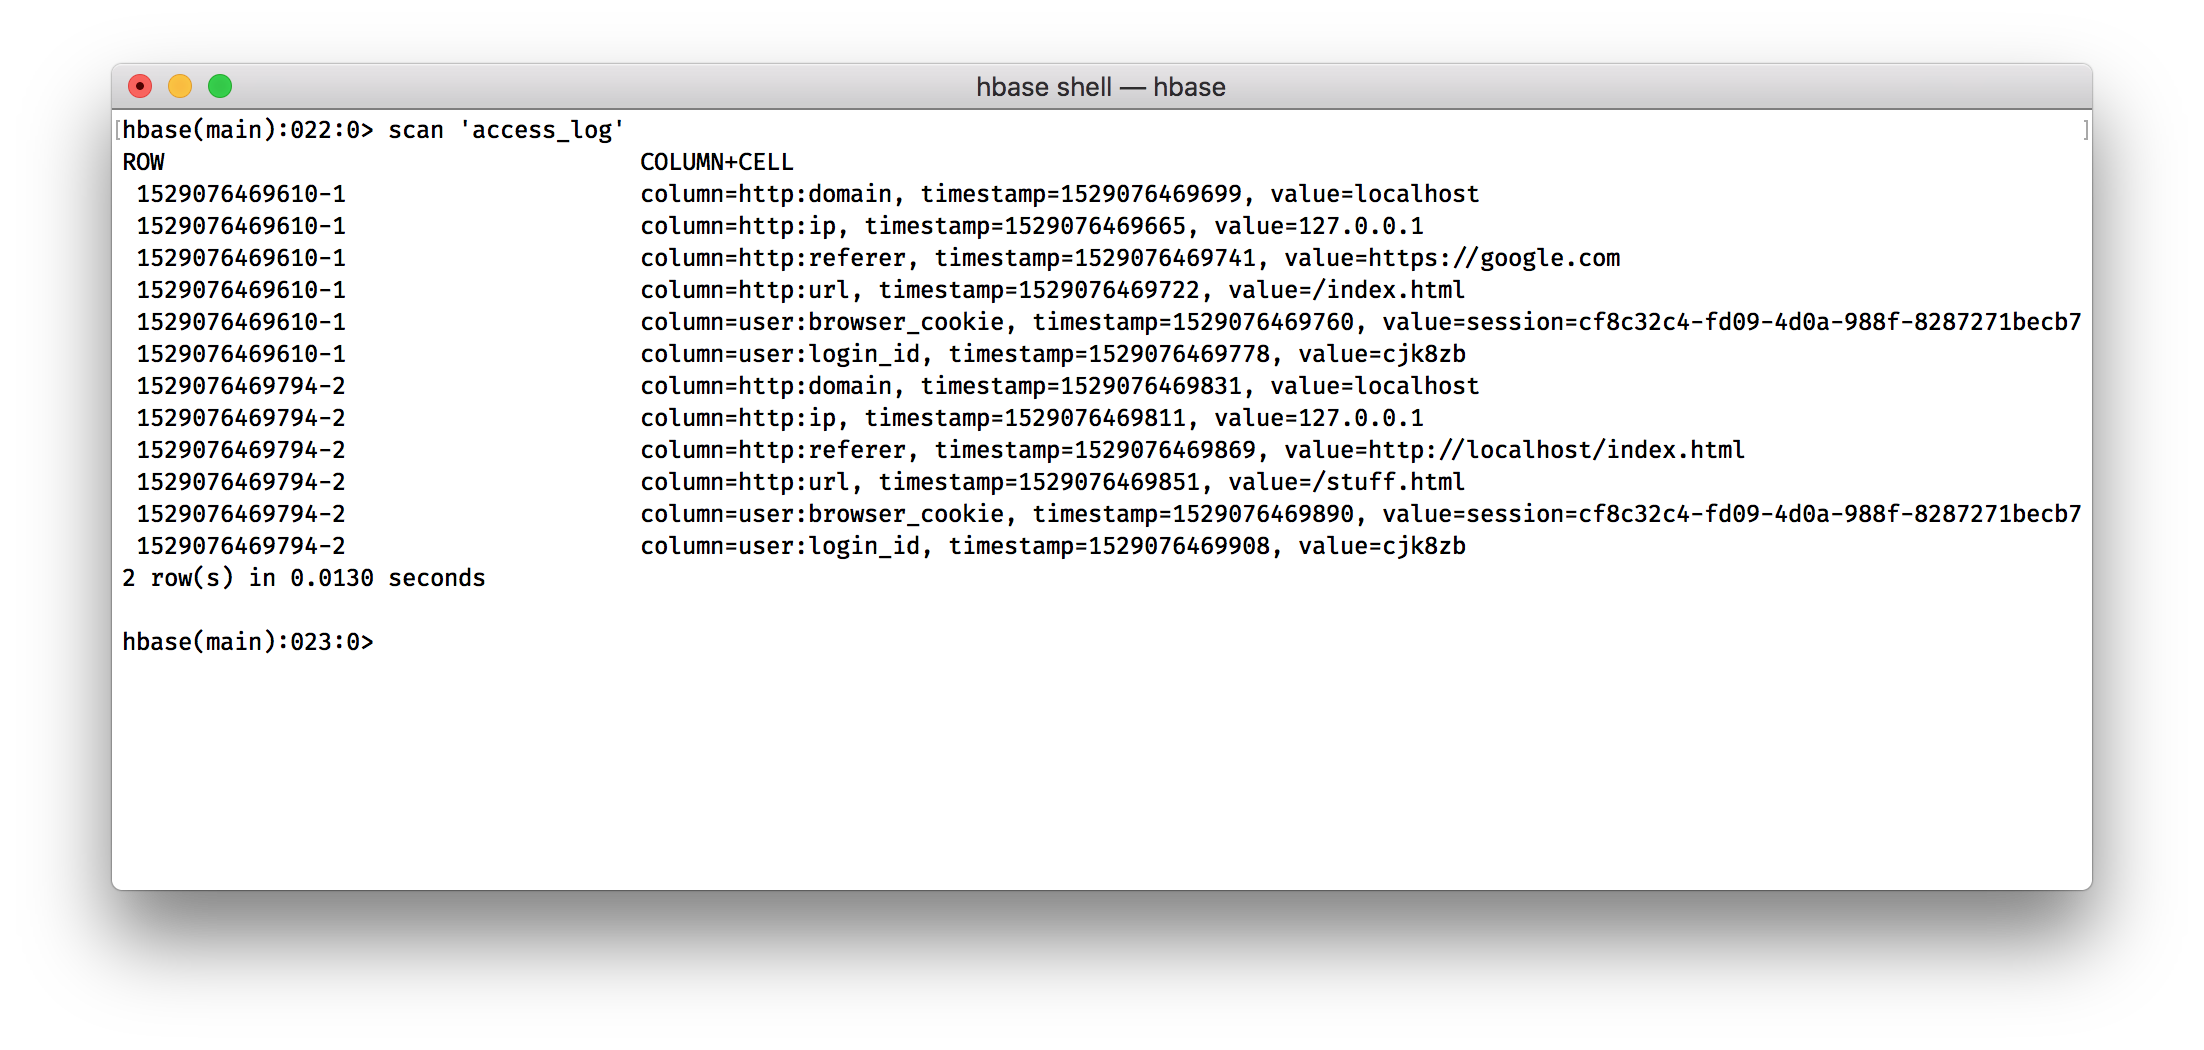 hbase shell — hbase
[hbase(main):022:0> scan 'access_log' ]
ROW COLUMN+CELL
1529076469610-1 column=http:domain, timestamp=1529076469699, value=localhost
1529076469610-1 column=http:ip, timestamp=1529076469665, value=127.0.0.1
1529076469610-1 column=http:referer, timestamp=1529076469741, value=https://google.com
1529076469610-1 column=http:url, timestamp=1529076469722, value=/index.html
1529076469610-1 column=user:browser_cookie, timestamp=1529076469760, value=session=cf8c32c4-fd09-4d0a-988f-8287271becb7
1529076469610-1 column=user:login_id, timestamp=1529076469778, value=cjk8zb
1529076469794-2 column=http:domain, timestamp=1529076469831, value=localhost
1529076469794-2 column=http:ip, timestamp=1529076469811, value=127.0.0.1
1529076469794-2 column=http:referer, timestamp=1529076469869, value=http://localhost/index.html
1529076469794-2 column=http:url, timestamp=1529076469851, value=/stuff.html
1529076469794-2 column=user:browser_cookie, timestamp=1529076469890, value=session=cf8c32c4-fd09-4d0a-988f-8287271becb7
1529076469794-2 column=user:login_id, timestamp=1529076469908, value=cjk8zb
2 row(s) in 0.0130 seconds
hbase(main):023:0>